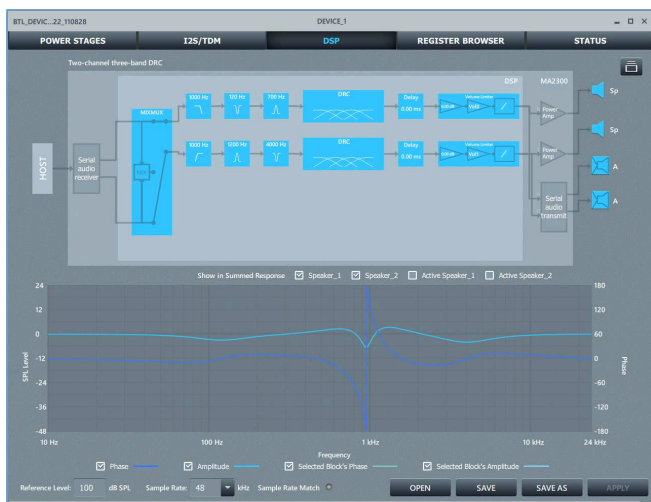 BTL_DEVIC...22_110828
DEVICE_1
POWER STAGES
I2S/TDM
DSP
REGISTER BROWSER
STATUS
Two-channel three-band DRC
DSP
MA2300
HOST
Serial audio receiver
MIXMUX
1000 Hz
120 Hz
700 Hz
DRC
Delay
0.00 ms
Power Amp
Sp
1000 Hz
1200 Hz
4000 Hz
DRC
Delay
0.00 ms
Power Amp
Sp
A
Serial audio transmit
A
Show in Summed Response
Speaker_1
Speaker_2
Active Speaker_1
Active Speaker_2
24
12
0
-12
-24
-36
-48
SPL Level
180
120
60
0
-60
-120
-180
Phase
10 Hz
100 Hz
1 kHz
10 kHz
24 kHz
Frequency
Phase
Amplitude
Selected Block's Phase
Selected Block's Amplitude
Reference Level: 100 dB SPL
Sample Rate: 48 kHz
Sample Rate Match
OPEN
SAVE
SAVE AS
APPLY